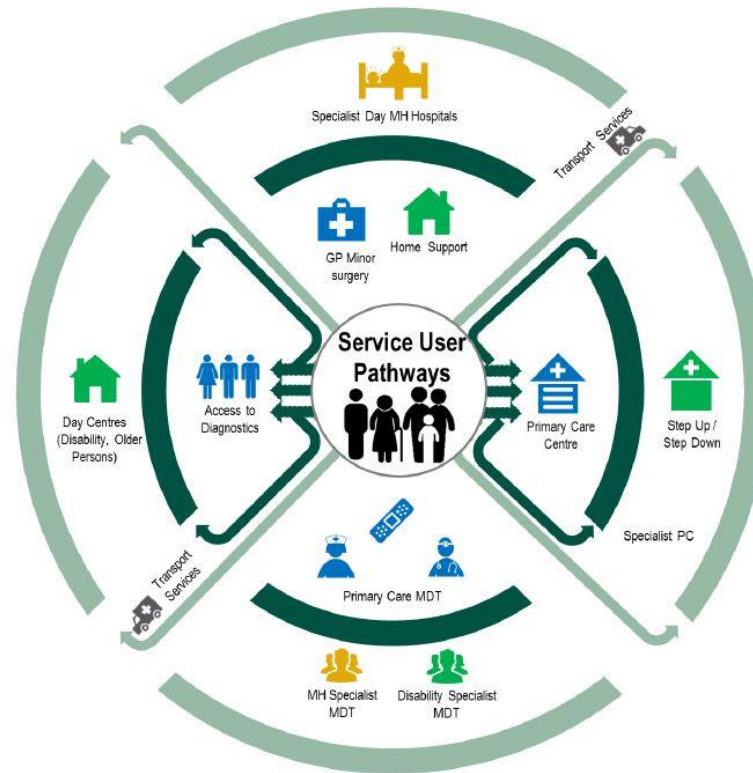 Specialist Day MH Hospitals
Transport Services
GP Minor
surgery
Home Support
Service User
Pathways
Day Centres
(Disability, Older
Persons)
Access to
Diagnostics
Primary Care
Centre
Step Up /
Step Down
Specialist PC
Transport
Services
Primary Care MDT
MH Specialist
MDT
Disability Specialist
MDT